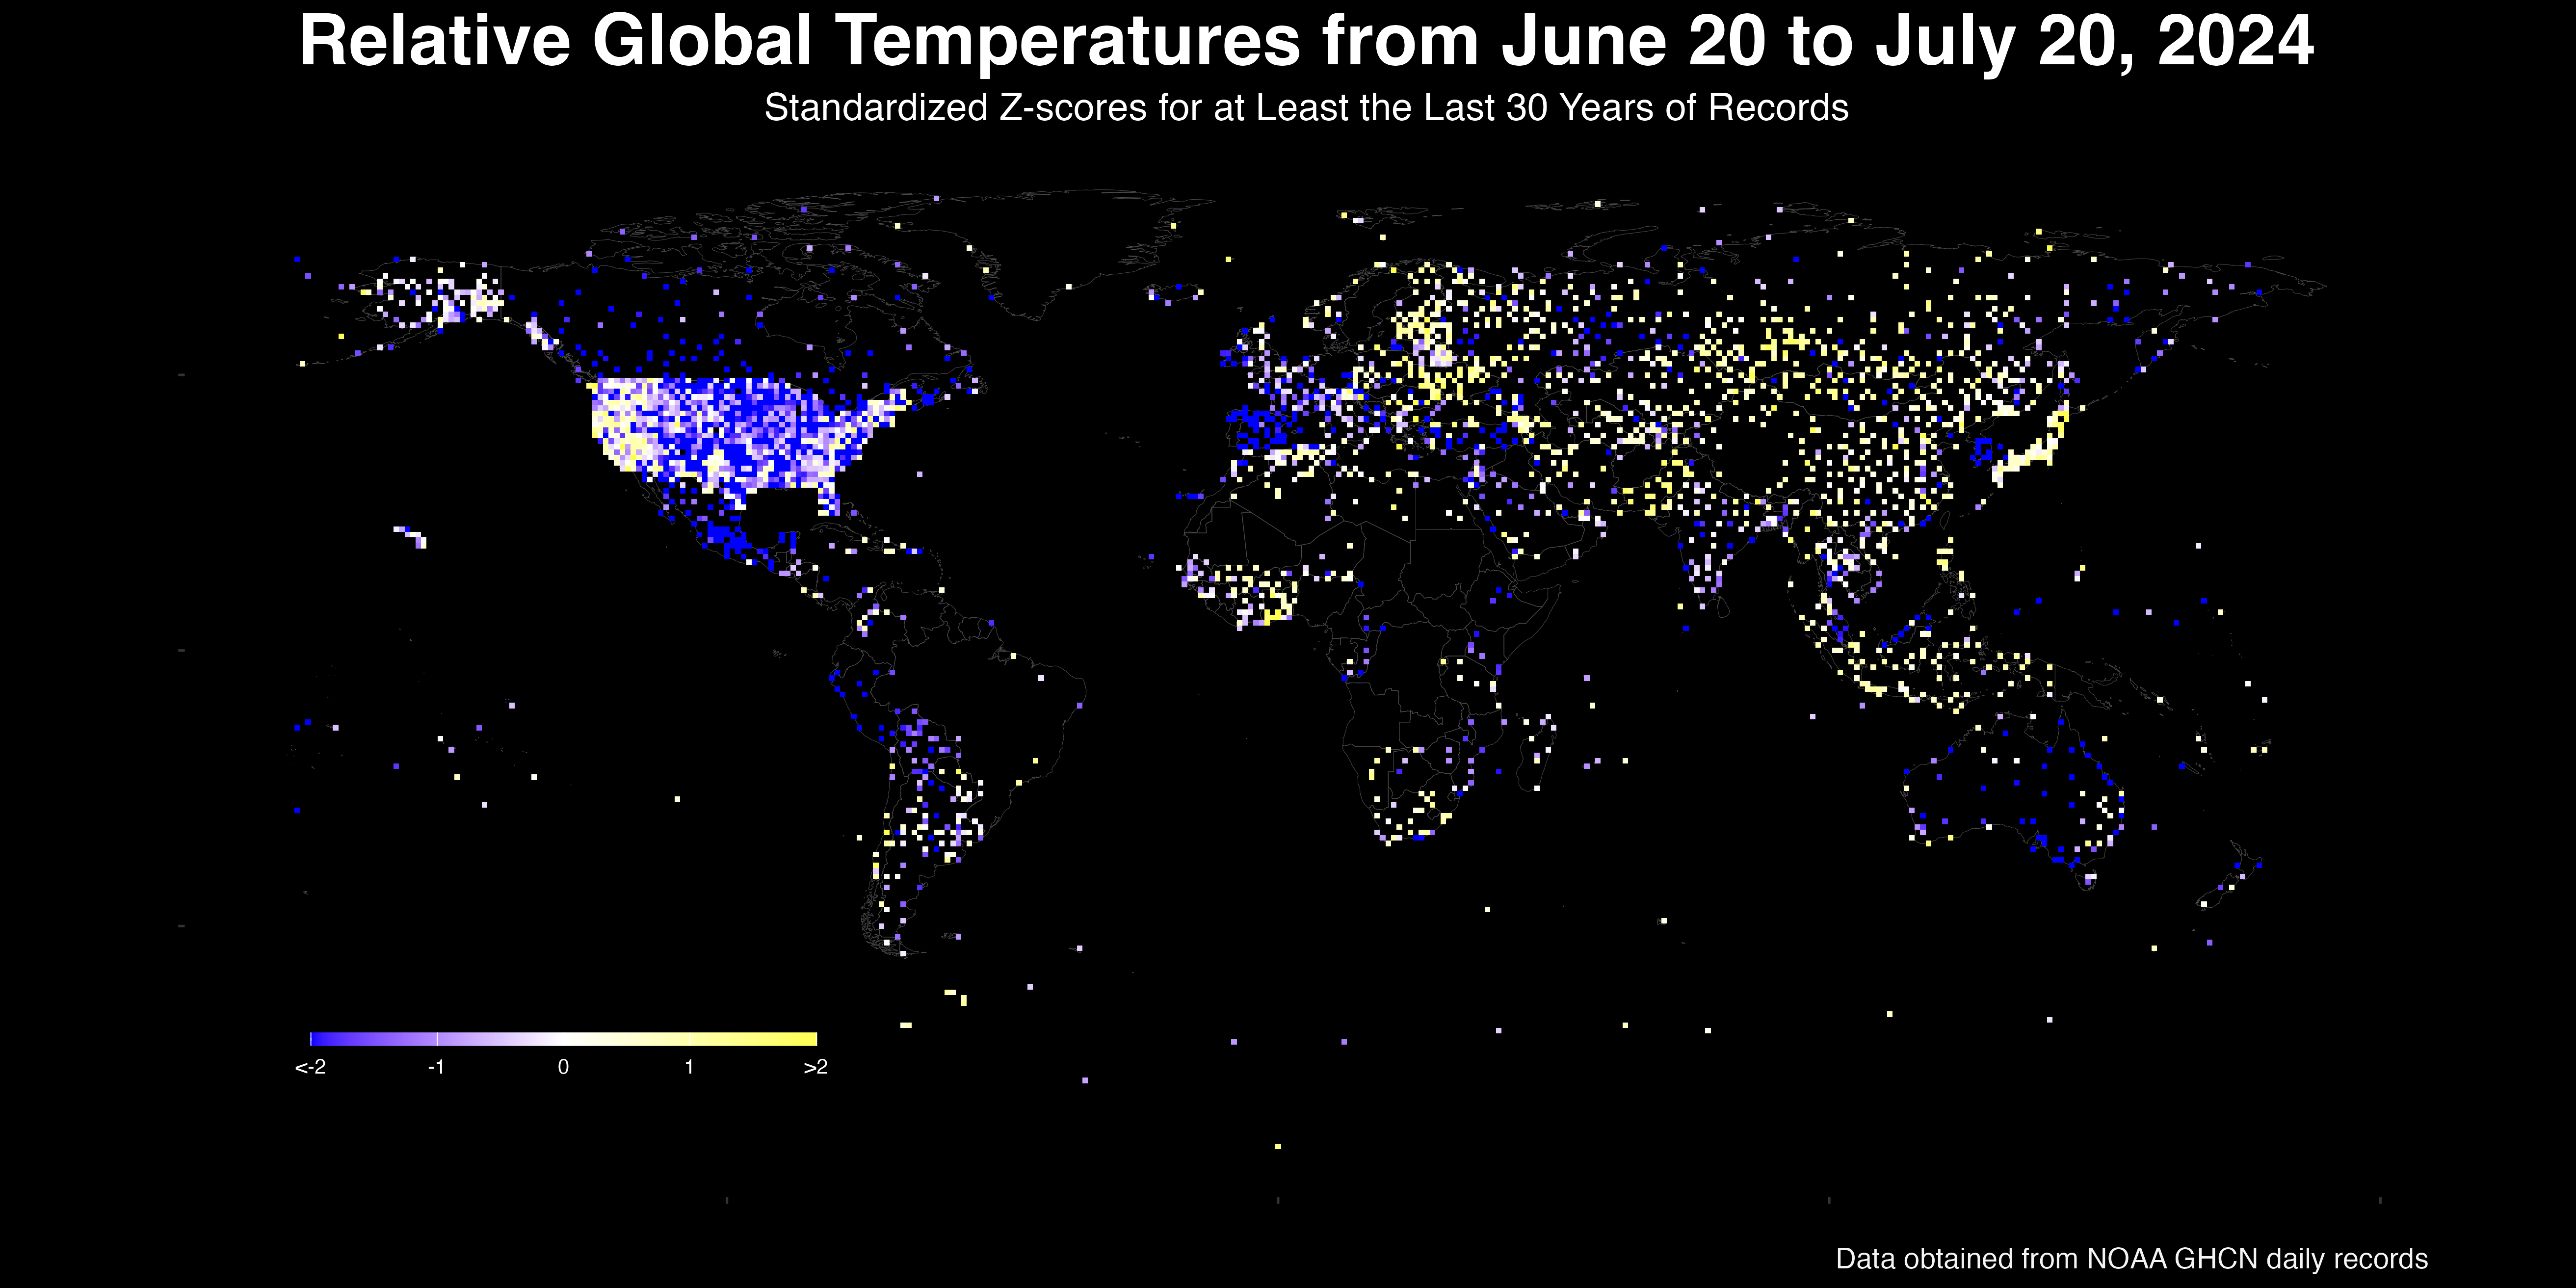 Relative Global Temperatures from June 20 to July 20, 2024
Standardized Z-scores for at Least the Last 30 Years of Records
<-2 -1 0 1 >2
Data obtained from NOAA GHCN daily records